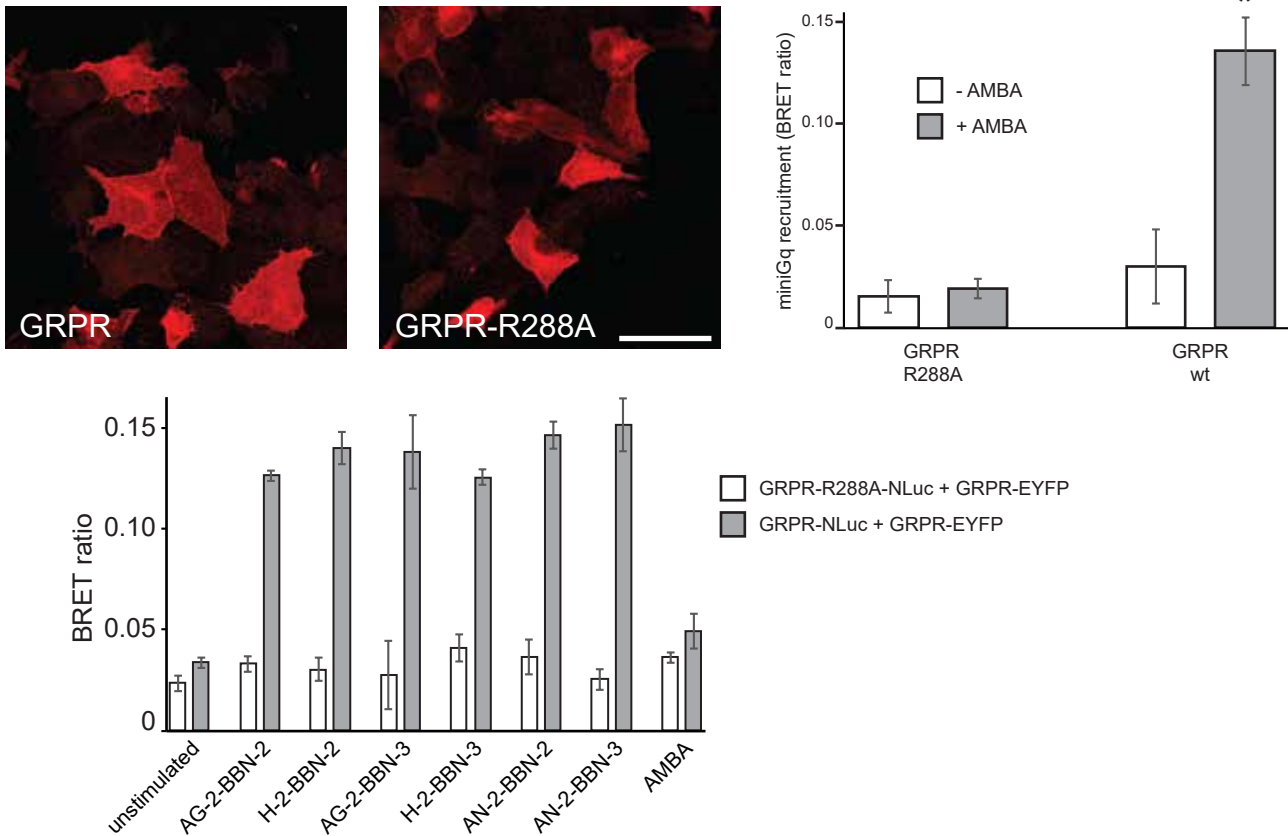 GRPR
GRPR-R288A
miniGq recruitment (BRET ratio)
0.15
0.10
0.05
0
- AMBA
+ AMBA
GRPR
R288A
GRPR
wt
BRET ratio
0.15
0.10
0.05
0
unstimulated
AG-2-BBN-2
H-2-BBN-2
AG-2-BBN-3
H-2-BBN-3
AN-2-BBN-2
AN-2-BBN-3
AMBA
GRPR-R288A-NLuc + GRPR-EYFP
GRPR-NLuc + GRPR-EYFP